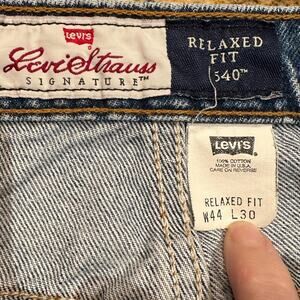 Levi's
Levi Strauss
SIGNATURE™
RELAXED
FIT
540™
Levi's
100% COTTON
MADE IN U.S.A.
CARE ON REVERSE
RELAXED FIT
W44 L30